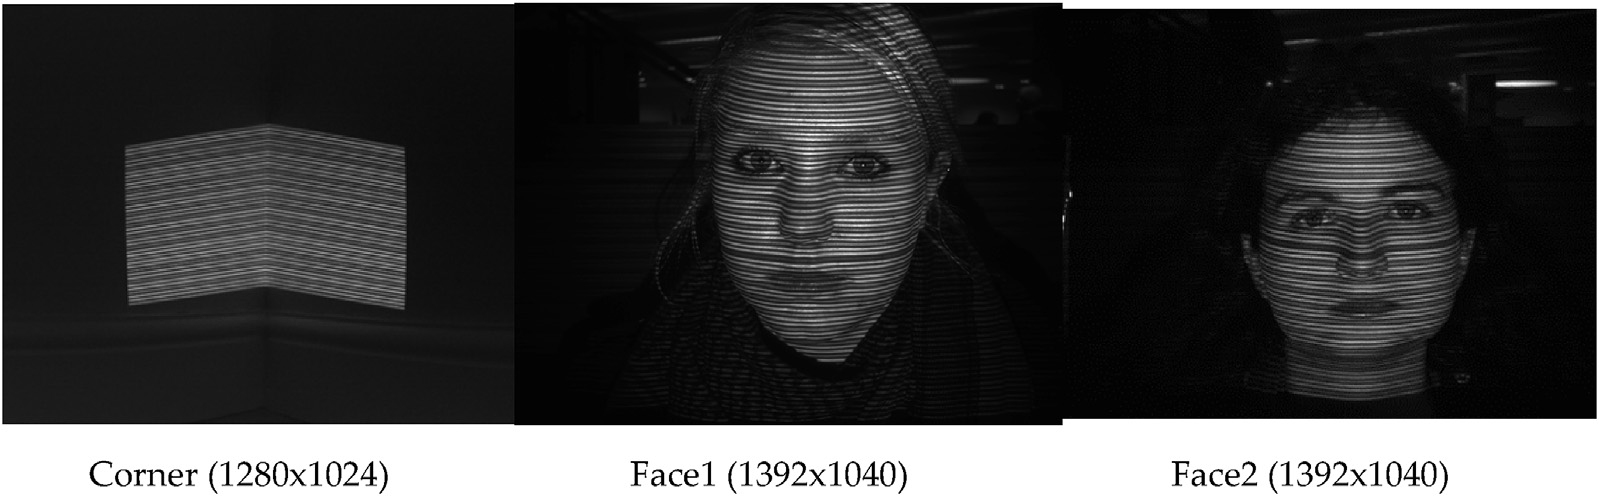 Corner (1280x1024)
Face1 (1392x1040)
Face2 (1392x1040)